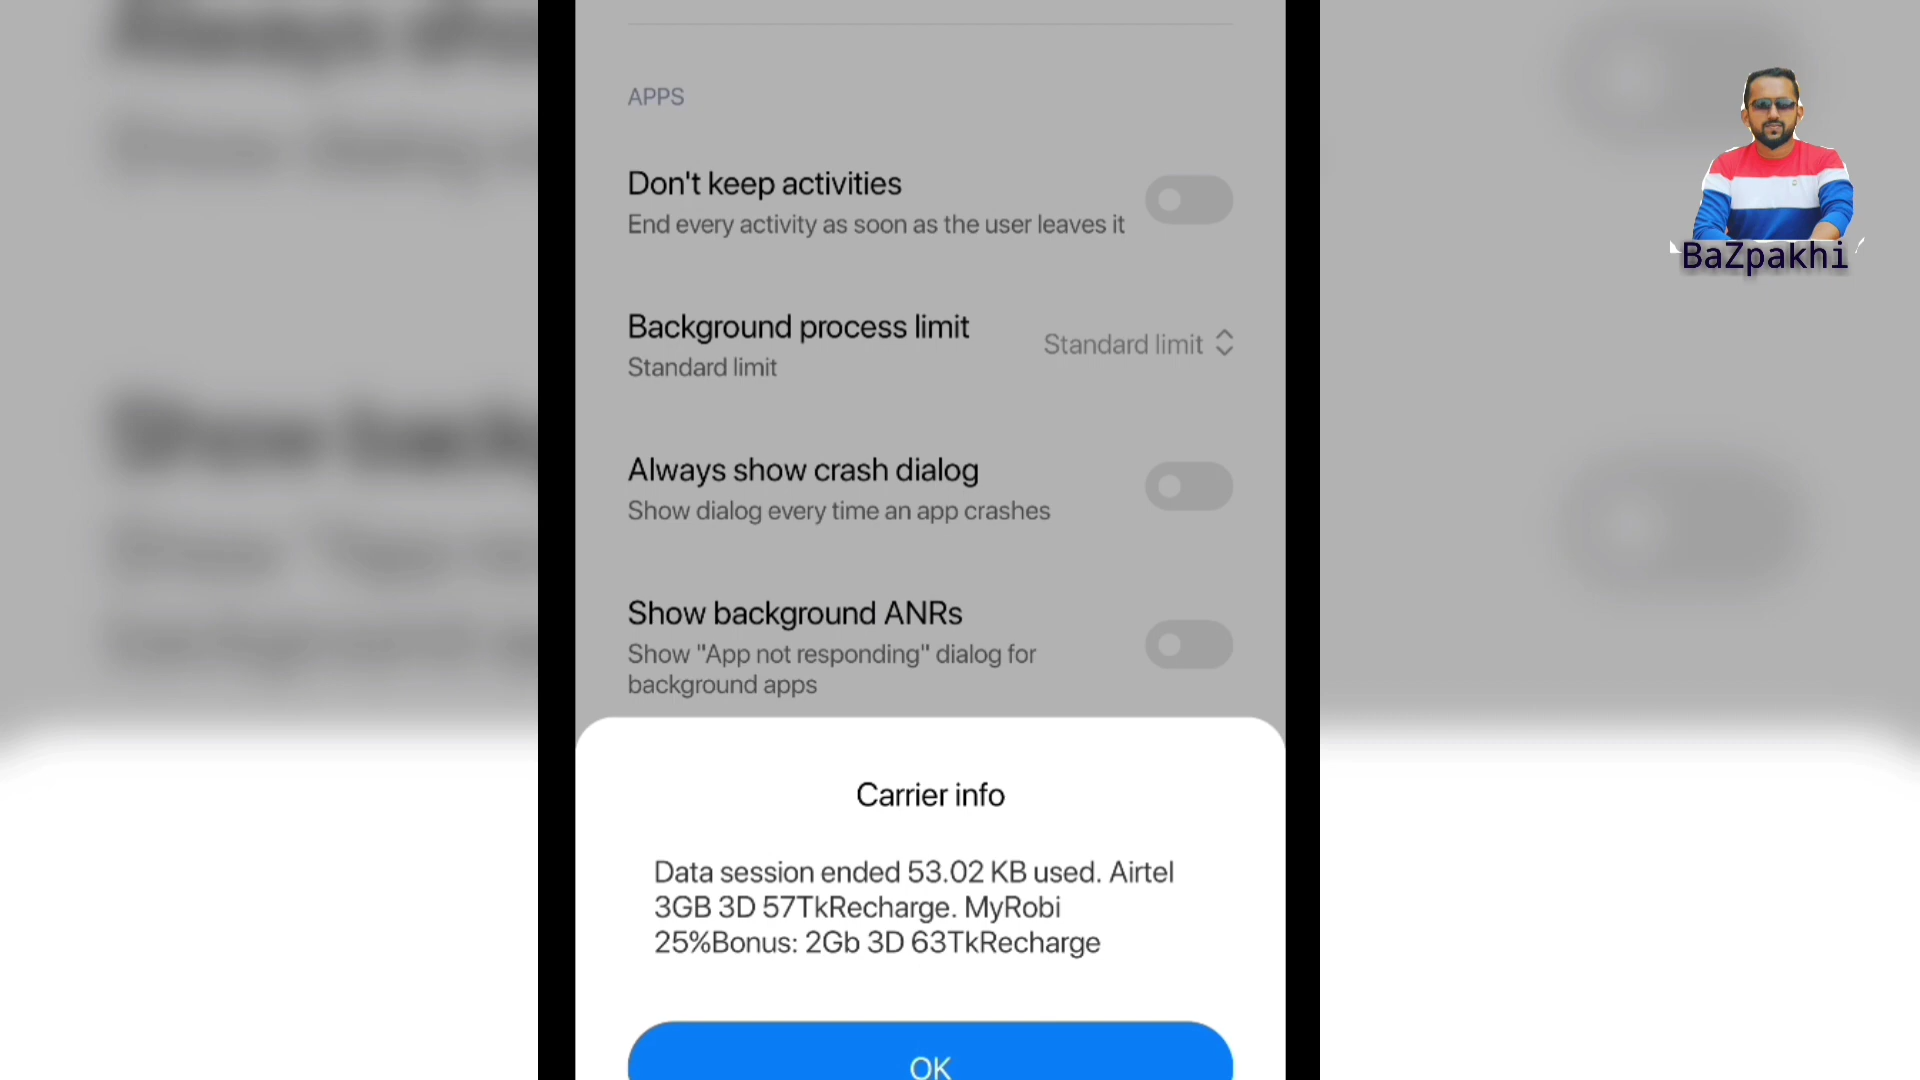 APPS
Don't keep activities
End every activity as soon as the user leaves it
Background process limit
Standard limit
Standard limit
Always show crash dialog
Show dialog every time an app crashes
Show background ANRs
Show "App not responding" dialog for
background apps
Carrier info
Data session ended 53.02 KB used. Airtel
3GB 3D 57TkRecharge. MyRobi
25%Bonus: 2Gb 3D 63TkRecharge
OK
BaZpakhi